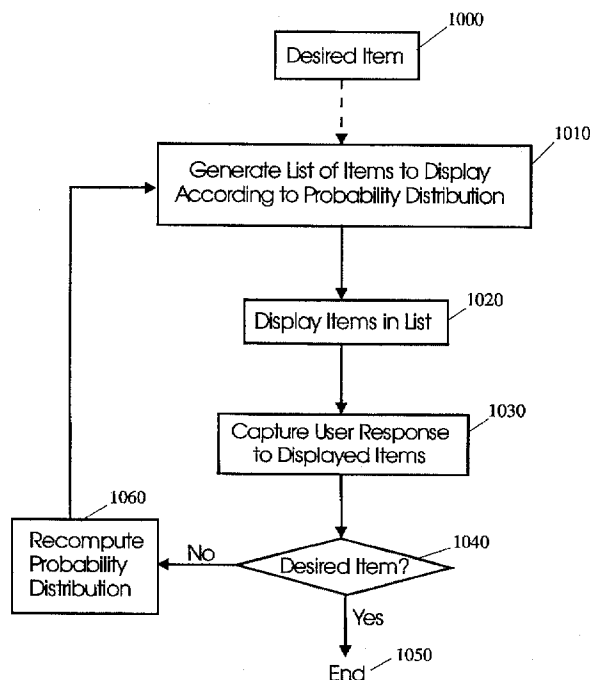 1000
Desired Item
1010
Generate List of Items to Display
According to Probability Distribution
1020
Display Items in List
1030
Capture User Response
to Displayed Items
1060
Recompute
Probability
Distribution
No
1040
Desired Item?
Yes
End
1050